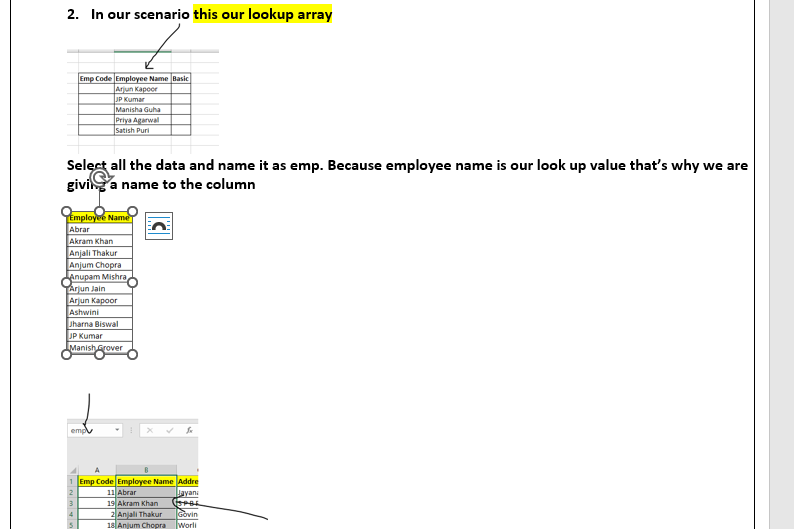 2. In our scenario this our lookup array
Emp Code Employee Name Basic
Arjun Kapoor
JP Kumar
Manisha Guha
Priya Agarwal
Satish Puri
Select all the data and name it as emp. Because employee name is our look up value that's why we are
giving a name to the column
Employee Name
Abrar
Akram Khan
Anjali Thakur
Anjum Chopra
Anupam Mishra
Arjun Jain
Arjun Kapoor
Ashwini
Jharna Biswal
JP Kumar
Manish Grover
emp fx
A B
1 Emp Code Employee Name Addre
2 11 Abrar Jayana
3 19 Akram Khan
4 2 Anjali Thakur Govin
5 18 Anjum Chopra Worli